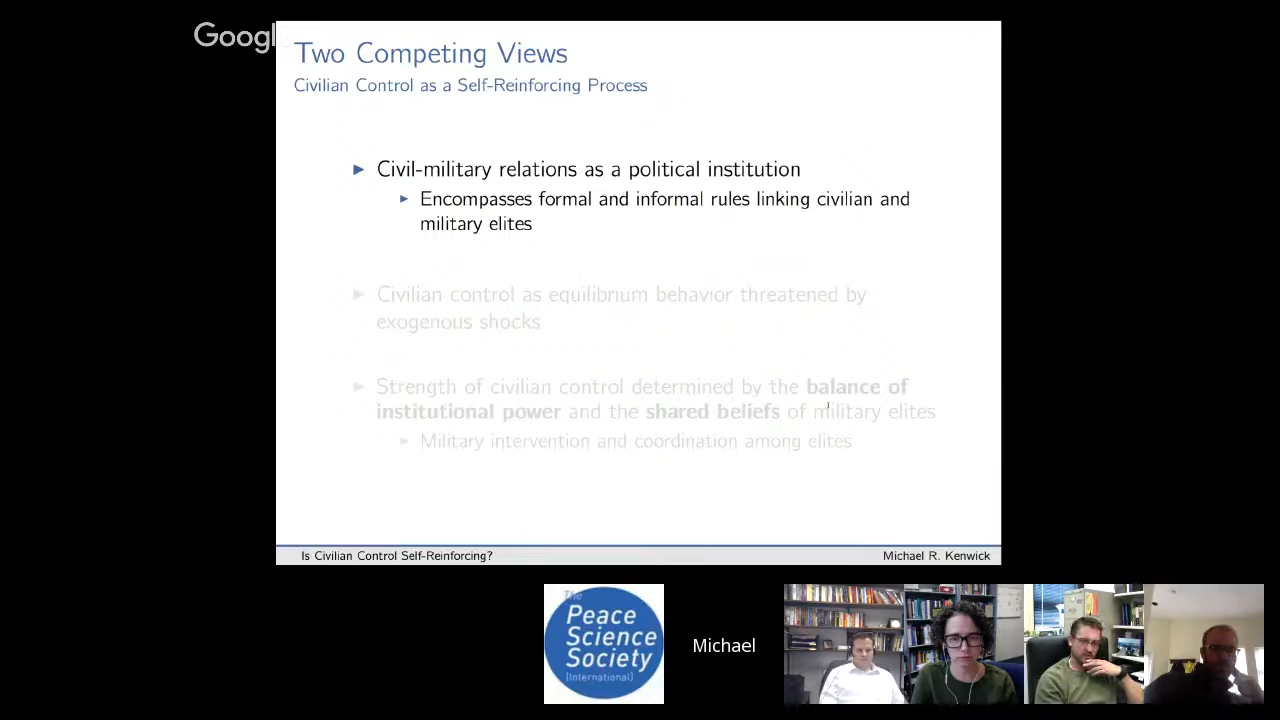 Google
Two Competing Views
Civilian Control as a Self-Reinforcing Process
Civil-military relations as a political institution
Encompasses formal and informal rules linking civilian and
military elites
Civilian control as equilibrium behavior threatened by
exogenous shocks
Strength of civilian control determined by the balance of
institutional power and the shared beliefs of military elites
Military intervention and coordination among elites
Is Civilian Control Self-Reinforcing?
Michael R. Kenwick
The
Peace
Science
Society
[International]
Michael